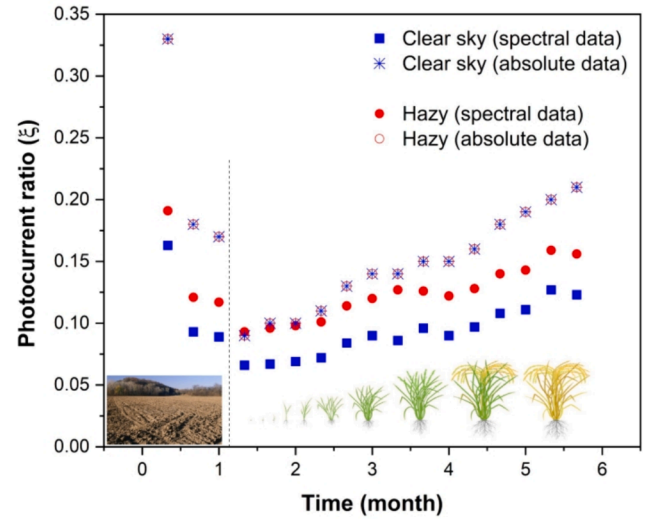 0.35
0.30
0.25
0.20
0.15
0.10
0.05
0.00
Photocurrent ratio (ξ)
Clear sky (spectral data)
Clear sky (absolute data)
Hazy (spectral data)
Hazy (absolute data)
0 1 2 3 4 5 6
Time (month)